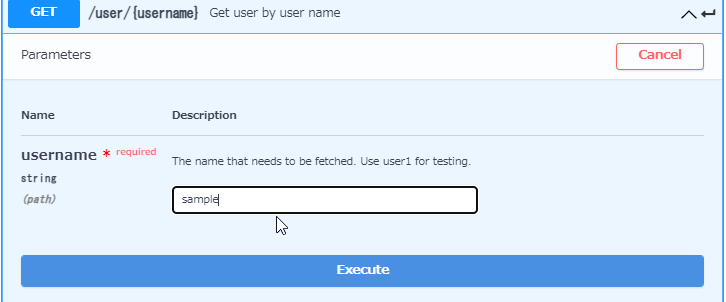 GET /user/{username} Get user by user name
Parameters Cancel
Name Description
username * required The name that needs to be fetched. Use user1 for testing.
string
(path)
sample
Execute